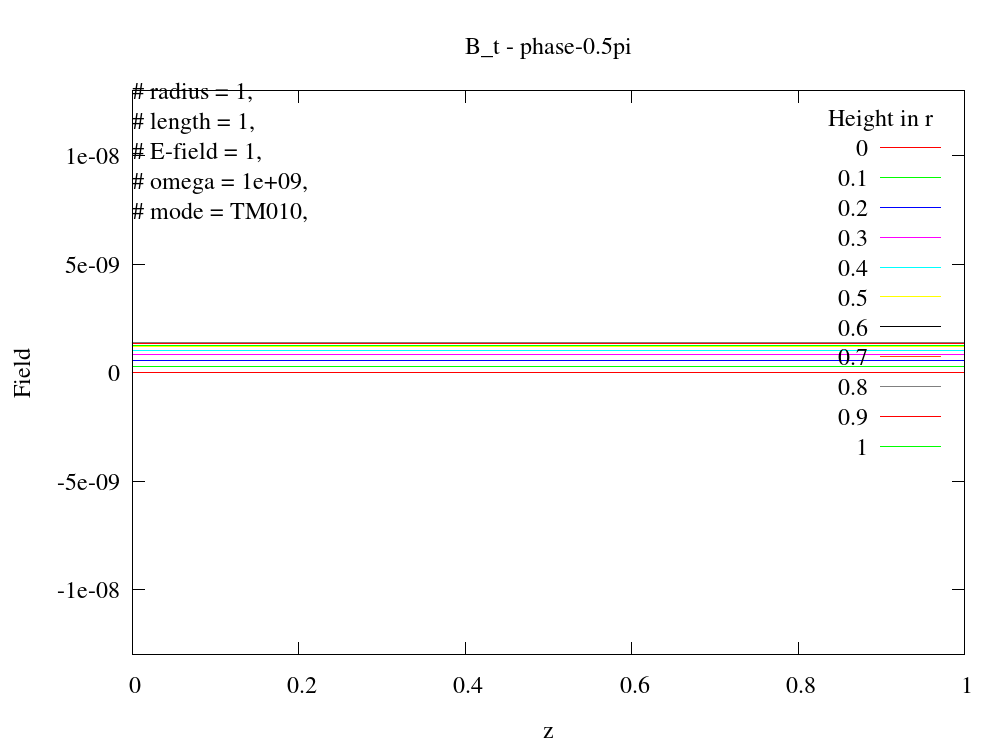 B_t - phase-0.5pi
# radius = 1,
# length = 1,
# E-field = 1,
# omega = 1e+09,
# mode = TM010,
Height in r
0
0.1
0.2
0.3
0.4
0.5
0.6
0.7
0.8
0.9
1
1e-08
5e-09
0
-5e-09
-1e-08
Field
0 0.2 0.4 0.6 0.8 1
z